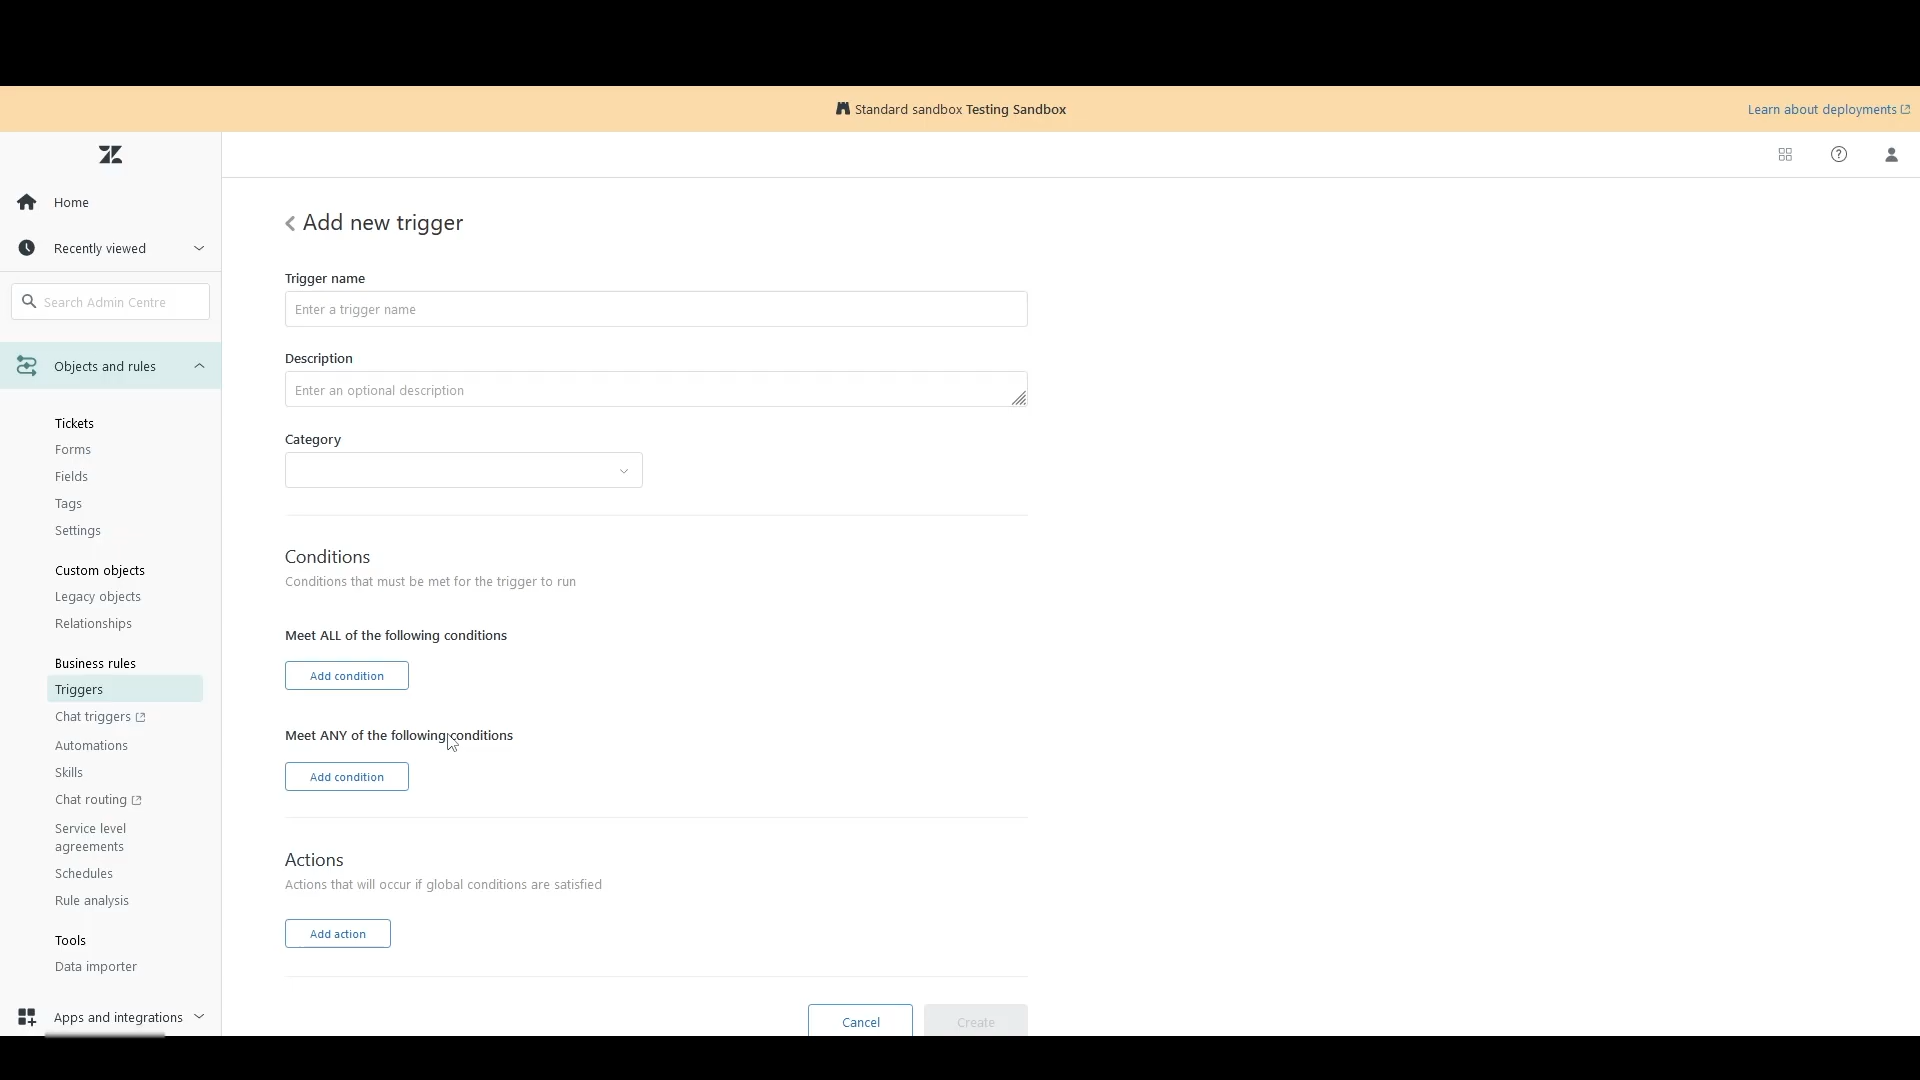 Standard sandbox Testing Sandbox
Learn about deployments
Home
Recently viewed
Search Admin Centre
Objects and rules
Tickets
Forms
Fields
Tags
Settings
Custom objects
Legacy objects
Relationships
Business rules
Triggers
Chat triggers
Automations
Skills
Chat routing
Service level
agreements
Schedules
Rule analysis
Tools
Data importer
Apps and integrations
Add new trigger
Trigger name
Enter a trigger name
Description
Enter an optional description
Category
Conditions
Conditions that must be met for the trigger to run
Meet ALL of the following conditions
Add condition
Meet ANY of the following conditions
Add condition
Actions
Actions that will occur if global conditions are satisfied
Add action
Cancel
Create